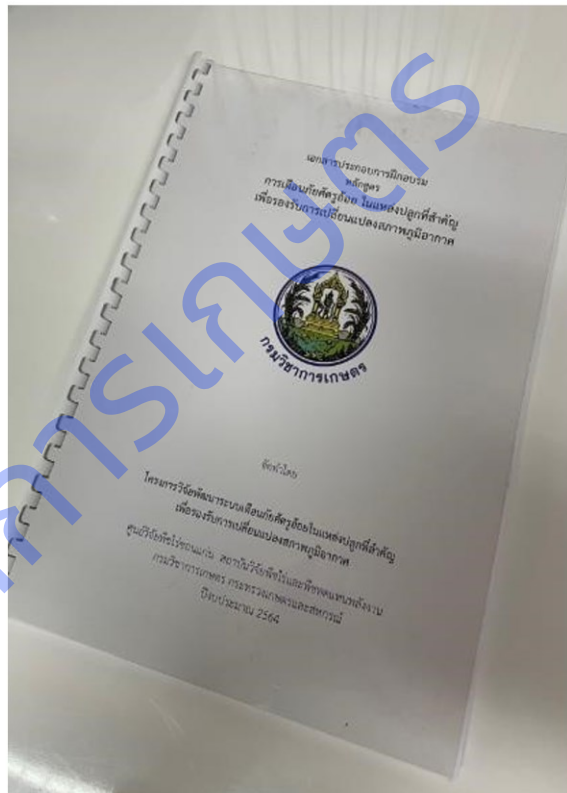 เอกสารประกอบการฝึกอบรม
หลักสูตร
การเตือนภัยศัตรูอ้อย ในแหล่งปลูกที่สำคัญ
เพื่อรองรับการเปลี่ยนแปลงสภาพภูมิอากาศ
กรมวิชาการเกษตร
จัดทำโดย
โครงการวิจัยพัฒนาระบบเตือนภัยศัตรูอ้อยในแหล่งปลูกที่สำคัญ
เพื่อรองรับการเปลี่ยนแปลงสภาพภูมิอากาศ
ศูนย์วิจัยพืชไร่ขอนแก่น สถาบันวิจัยพืชไร่และพืชทดแทนพลังงาน
กรมวิชาการเกษตร กระทรวงเกษตรและสหกรณ์
ปีงบประมาณ 2564
การเกษตร